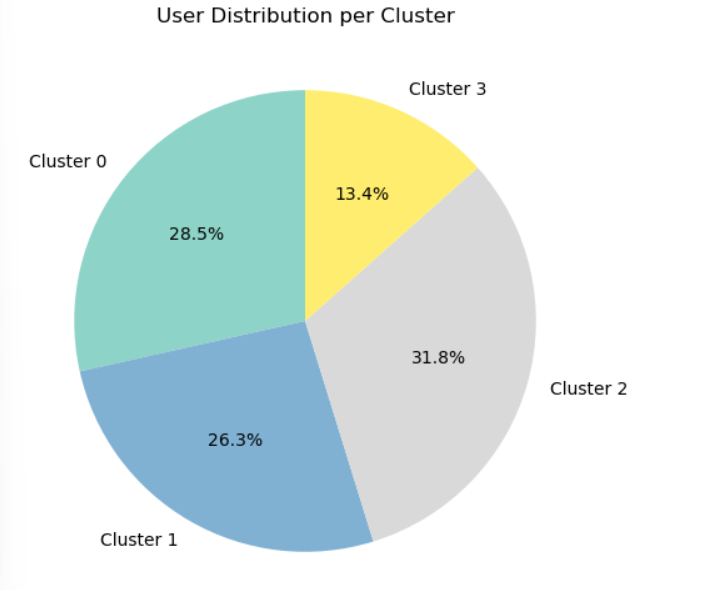 User Distribution per Cluster
Cluster 3
Cluster 0
13.4%
28.5%
31.8%
Cluster 2
26.3%
Cluster 1